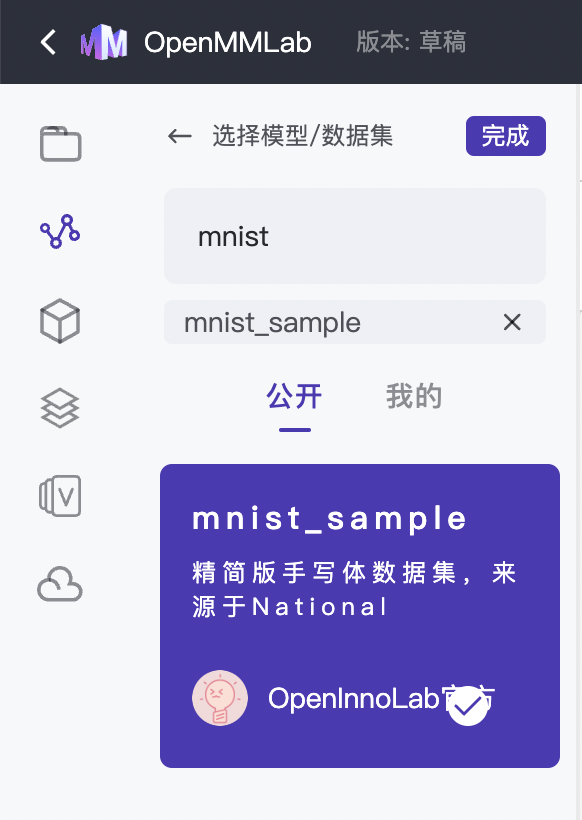 OpenMMLab 版本: 草稿
选择模型/数据集 完成
mnist
mnist_sample
公开 我的
mnist_sample
精简版手写体数据集，来
源于National
OpenInnoLab官方